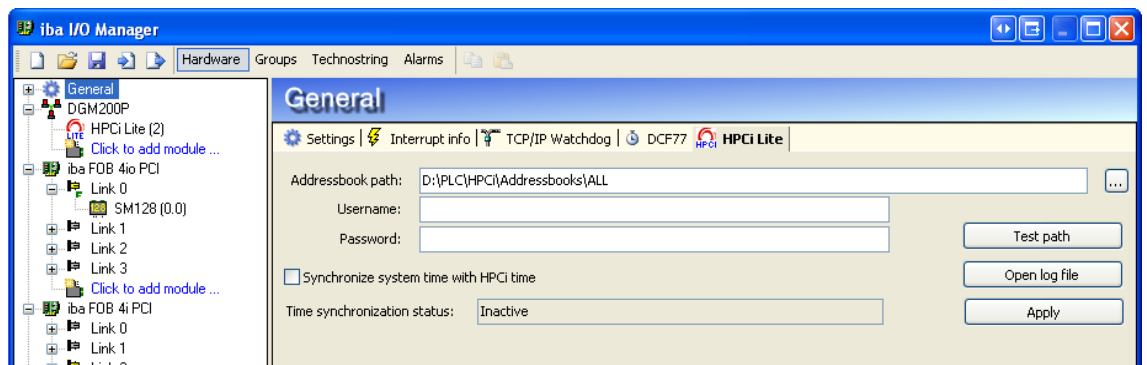 iba I/O Manager
Hardware Groups Technostring Alarms
General
DGM200P
HPCi Lite (2)
Click to add module ...
iba FOB 4io PCI
Link 0
SM128 (0.0)
Link 1
Link 2
Link 3
Click to add module ...
iba FOB 4i PCI
Link 0
Link 1
General
Settings Interrupt info TCP/IP Watchdog DCF77 HPCi Lite
Addressbook path: D:\PLC\HPCi\Addressbooks\ALL ...
Username:
Password:
Test path
Synchronize system time with HPCi time
Open log file
Time synchronization status: Inactive
Apply